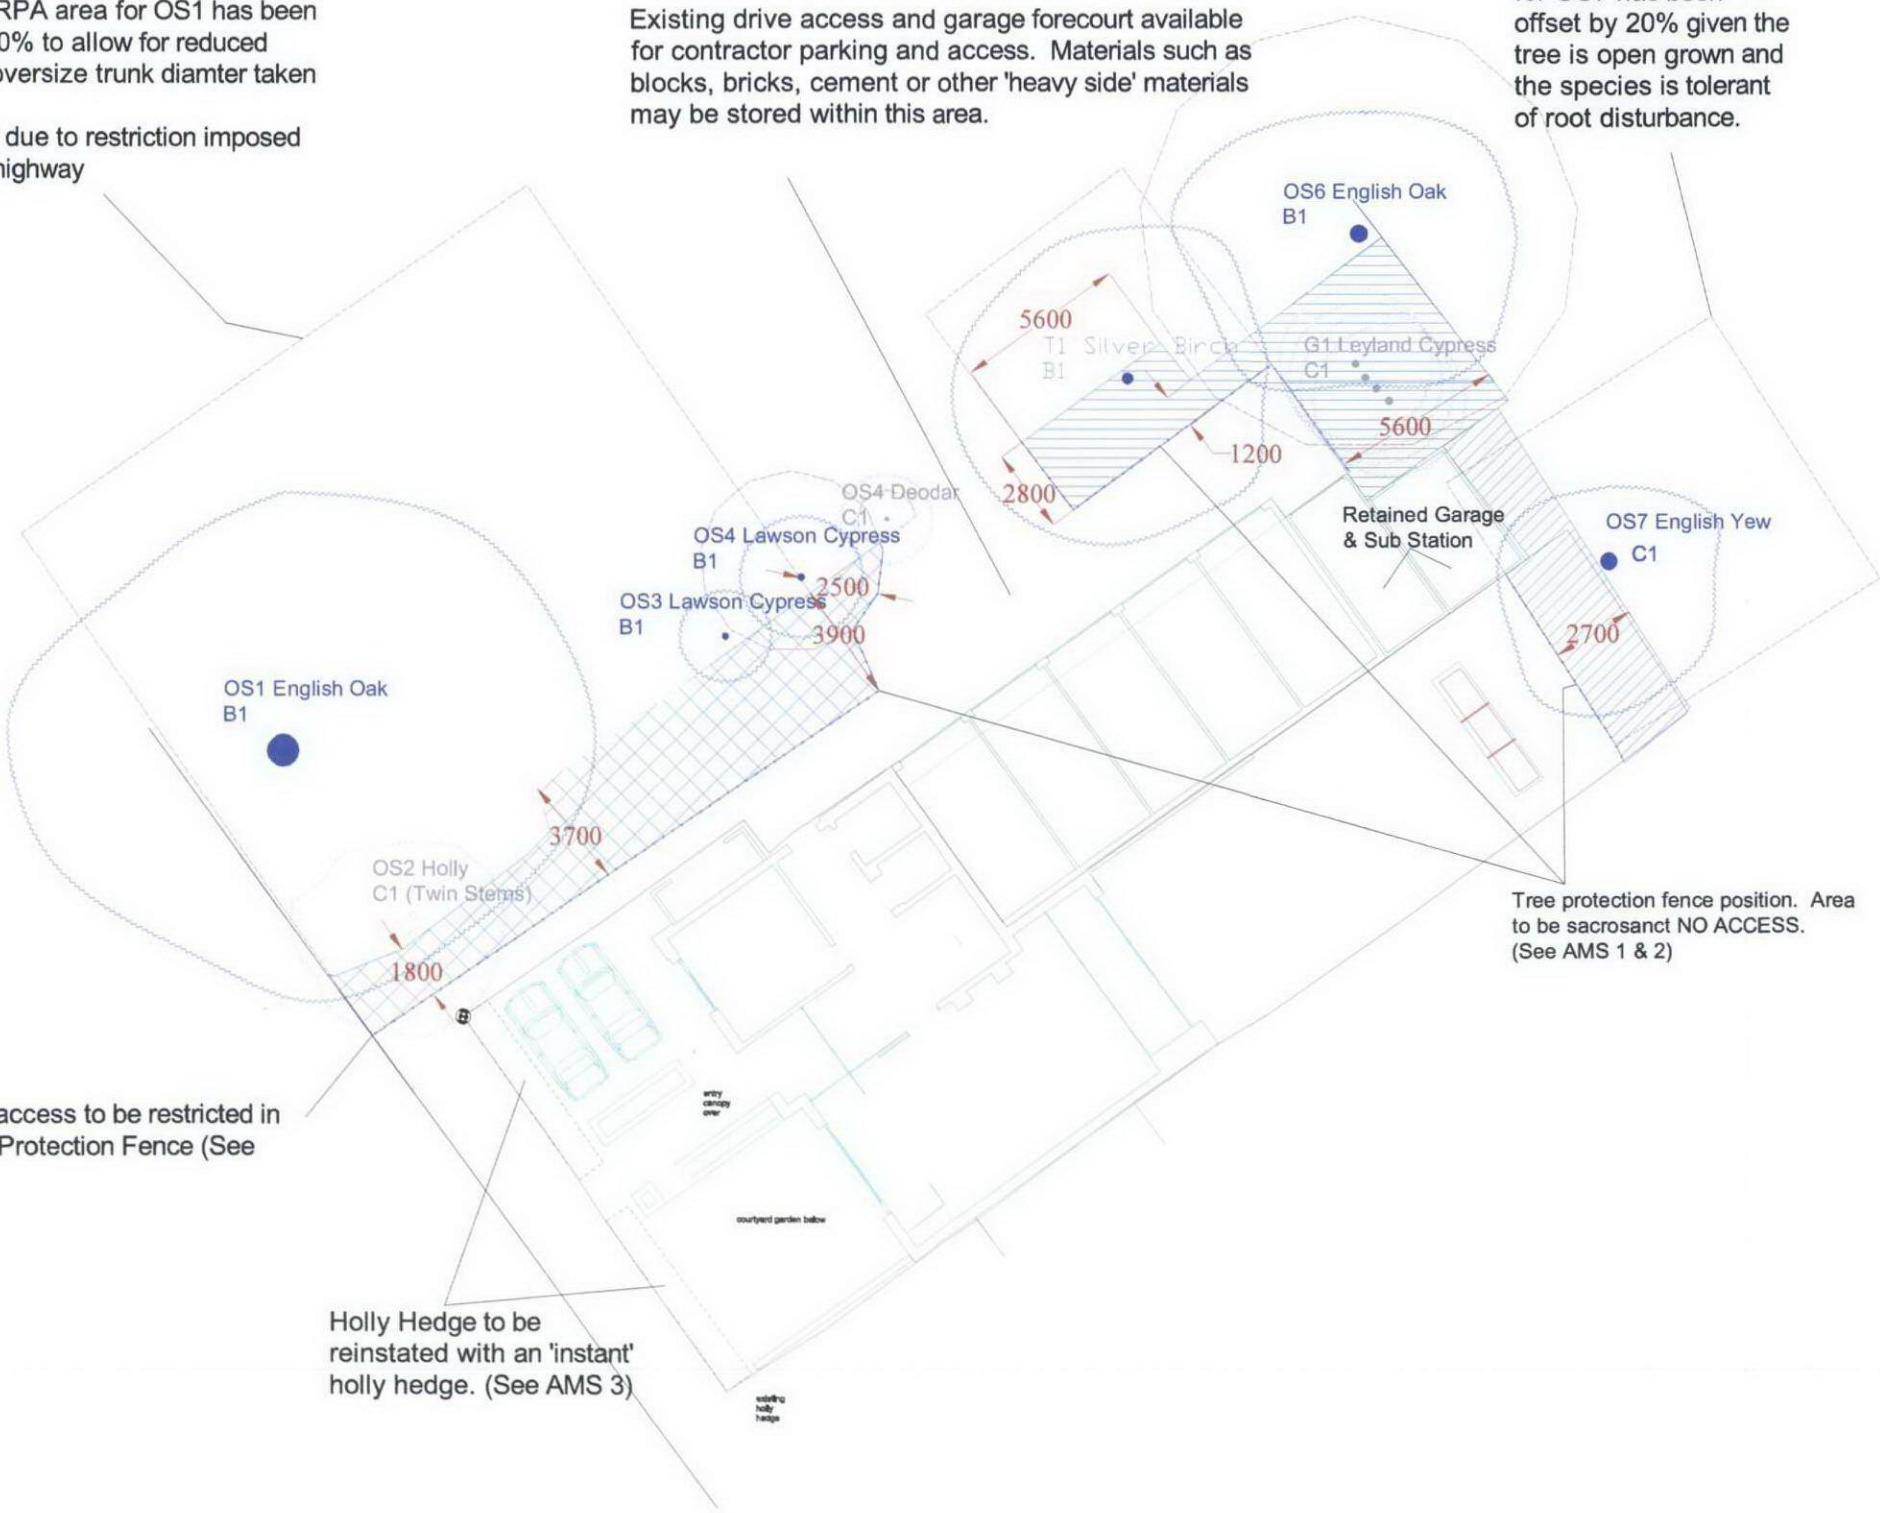 RPA area for OS1 has been
0% to allow for reduced
oversize trunk diamter taken
due to restriction imposed
highway
Existing drive access and garage forecourt available
for contractor parking and access. Materials such as
blocks, bricks, cement or other 'heavy side' materials
may be stored within this area.
offset by 20% given the
tree is open grown and
the species is tolerant
of root disturbance.
OS6 English Oak
B1
5600
T1 Silver Birch
B1
G1 Leyland Cypress
C1
5600
1200
2800
OS4 Deodar
C1
OS4 Lawson Cypress
B1
2500
OS3 Lawson Cypress
B1
3900
Retained Garage
& Sub Station
OS7 English Yew
C1
2700
OS1 English Oak
B1
3700
OS2 Holly
C1 (Twin Stems)
1800
Tree protection fence position. Area
to be sacrosanct NO ACCESS.
(See AMS 1 & 2)
access to be restricted in
Protection Fence (See
entry
canopy
over
courtyard garden below
Holly Hedge to be
reinstated with an 'instant'
holly hedge. (See AMS 3)
existing
holly
hedge